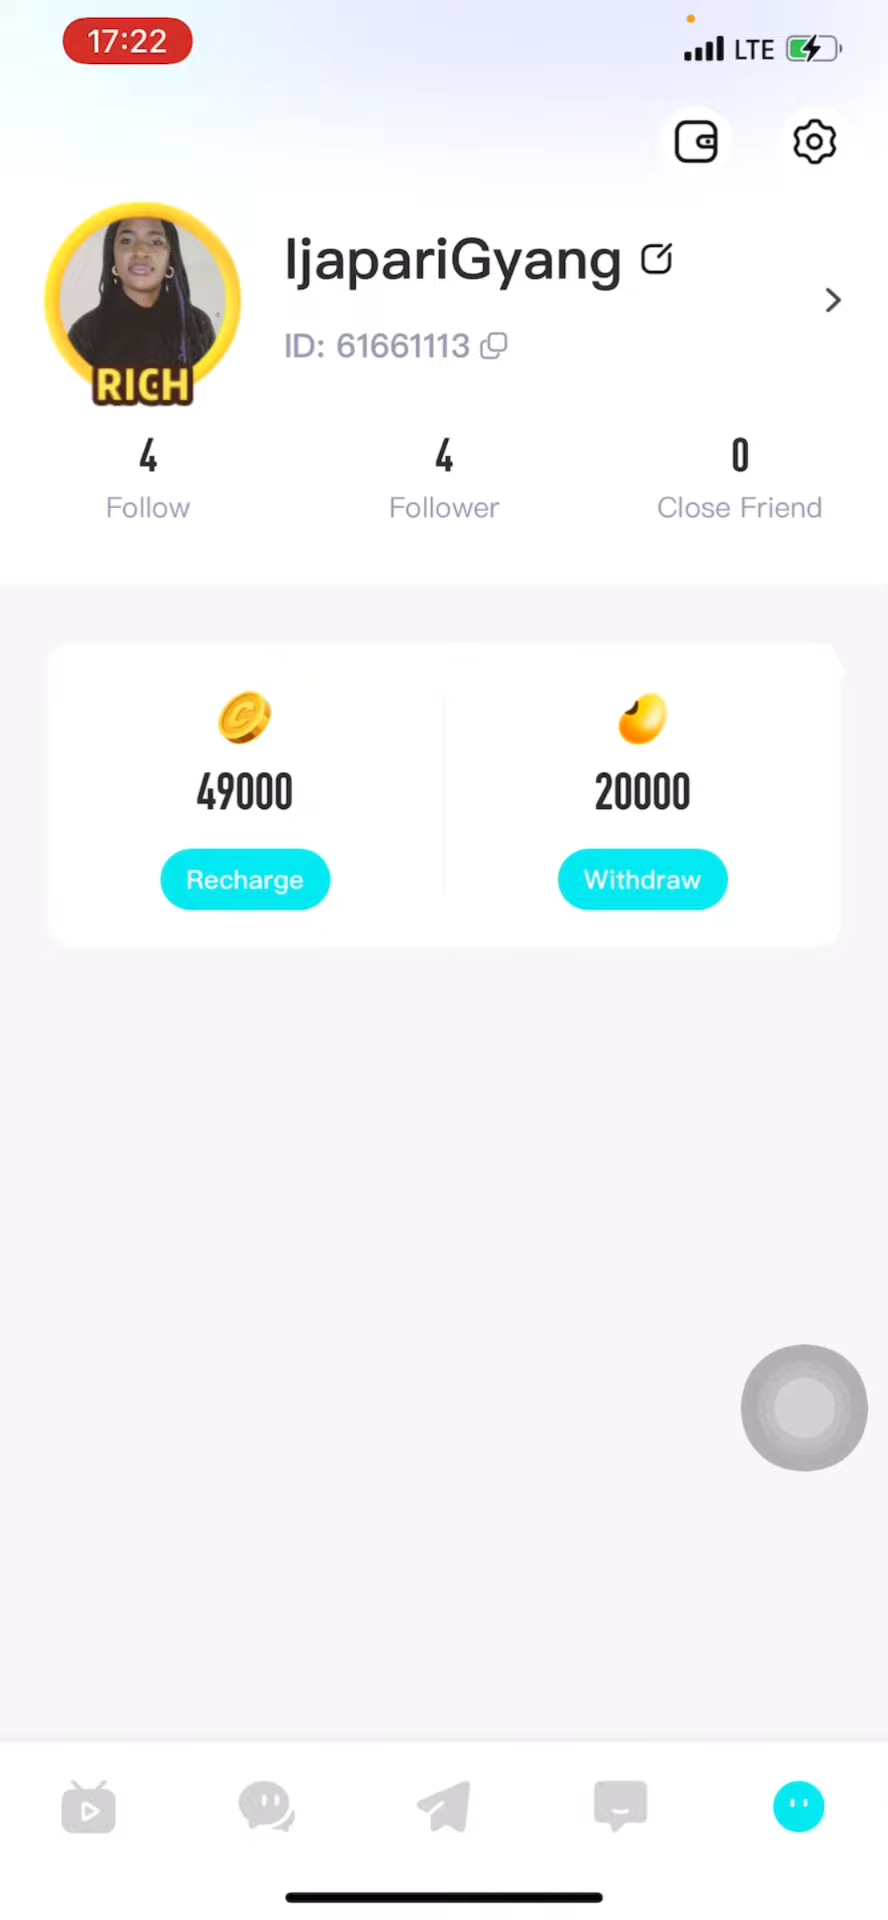 17:22
LTE
IjapariGyang
ID: 61661113
RICH
4
4
0
Follow
Follower
Close Friend
49000
20000
Recharge
Withdraw